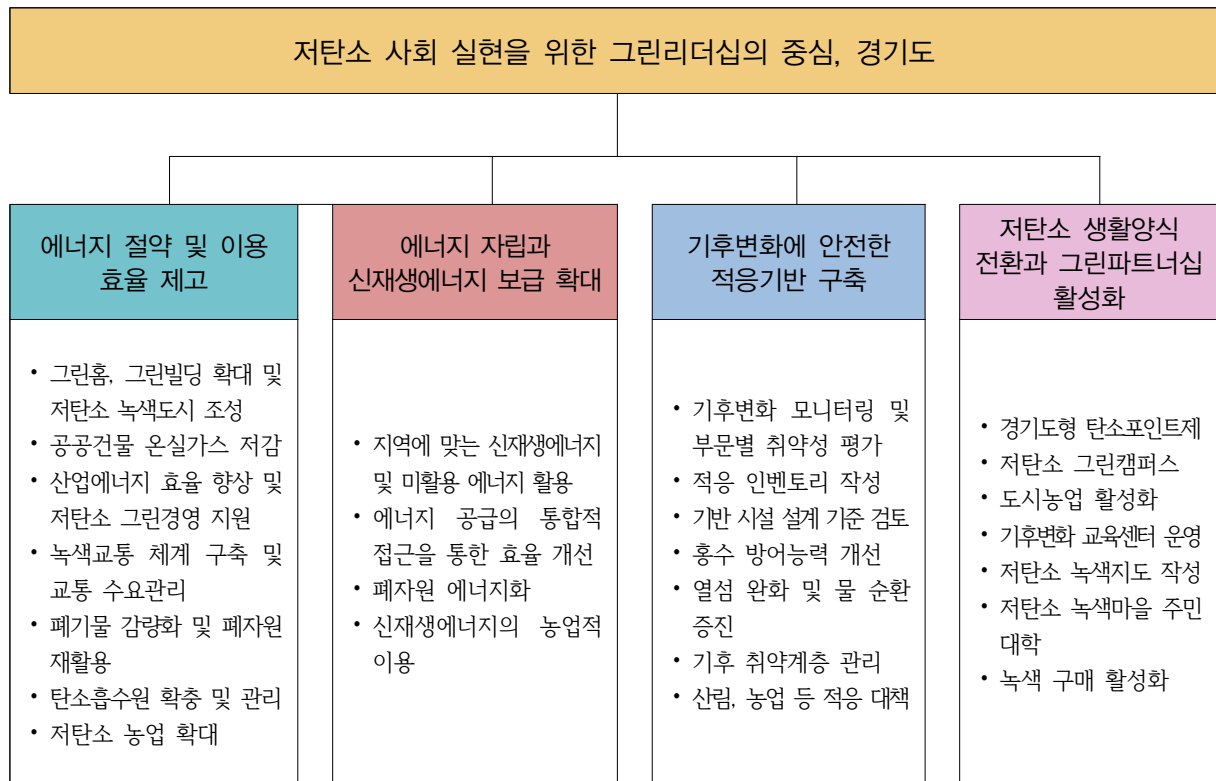 저탄소 사회 실현을 위한 그린리더십의 중심, 경기도
에너지 절약 및 이용
효율 제고
• 그린홈, 그린빌딩 확대 및
저탄소 녹색도시 조성
• 공공건물 온실가스 저감
• 산업에너지 효율 향상 및
저탄소 그린경영 지원
• 녹색교통 체계 구축 및
교통 수요관리
• 폐기물 감량화 및 폐자원
재활용
• 탄소흡수원 확충 및 관리
• 저탄소 농업 확대
에너지 자립과
신재생에너지 보급 확대
• 지역에 맞는 신재생에너지
및 미활용 에너지 활용
• 에너지 공급의 통합적
접근을 통한 효율 개선
• 폐자원 에너지화
• 신재생에너지의 농업적
이용
기후변화에 안전한
적응기반 구축
• 기후변화 모니터링 및
부문별 취약성 평가
• 적응 인벤토리 작성
• 기반 시설 설계 기준 검토
• 홍수 방어능력 개선
• 열섬 완화 및 물 순환
증진
• 기후 취약계층 관리
• 산림, 농업 등 적응 대책
저탄소 생활양식
전환과 그린파트너십
활성화
• 경기도형 탄소포인트제
• 저탄소 그린캠퍼스
• 도시농업 활성화
• 기후변화 교육센터 운영
• 저탄소 녹색지도 작성
• 저탄소 녹색마을 주민
대학
• 녹색 구매 활성화